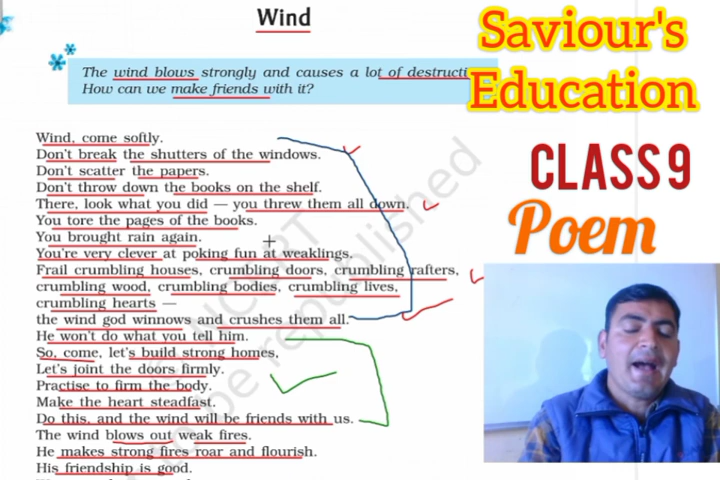 Wind
The wind blows strongly and causes a lot of
How can we make friends with it?
Wind, come softly.
Don't break the shutters of the windows.
Don't scatter the papers.
Don't throw down the books on the shelf.
There, look what you did — you threw them all down.
You tore the pages of the books.
You brought rain again.
You're very clever at poking fun at weaklings.
Frail crumbling houses, crumbling doors, crumbling rafters,
crumbling wood, crumbling bodies, crumbling lives,
crumbling hearts —
the wind god winnows and crushes them all.
He won't do what you tell him.
So, come, let's build strong homes,
Let's joint the doors firmly.
Practise to firm the body.
Make the heart steadfast.
Do this, and the wind will be friends with us.
The wind blows out weak fires.
He makes strong fires roar and flourish.
His friendship is good.
Saviour's
Education
CLASS 9
Poem